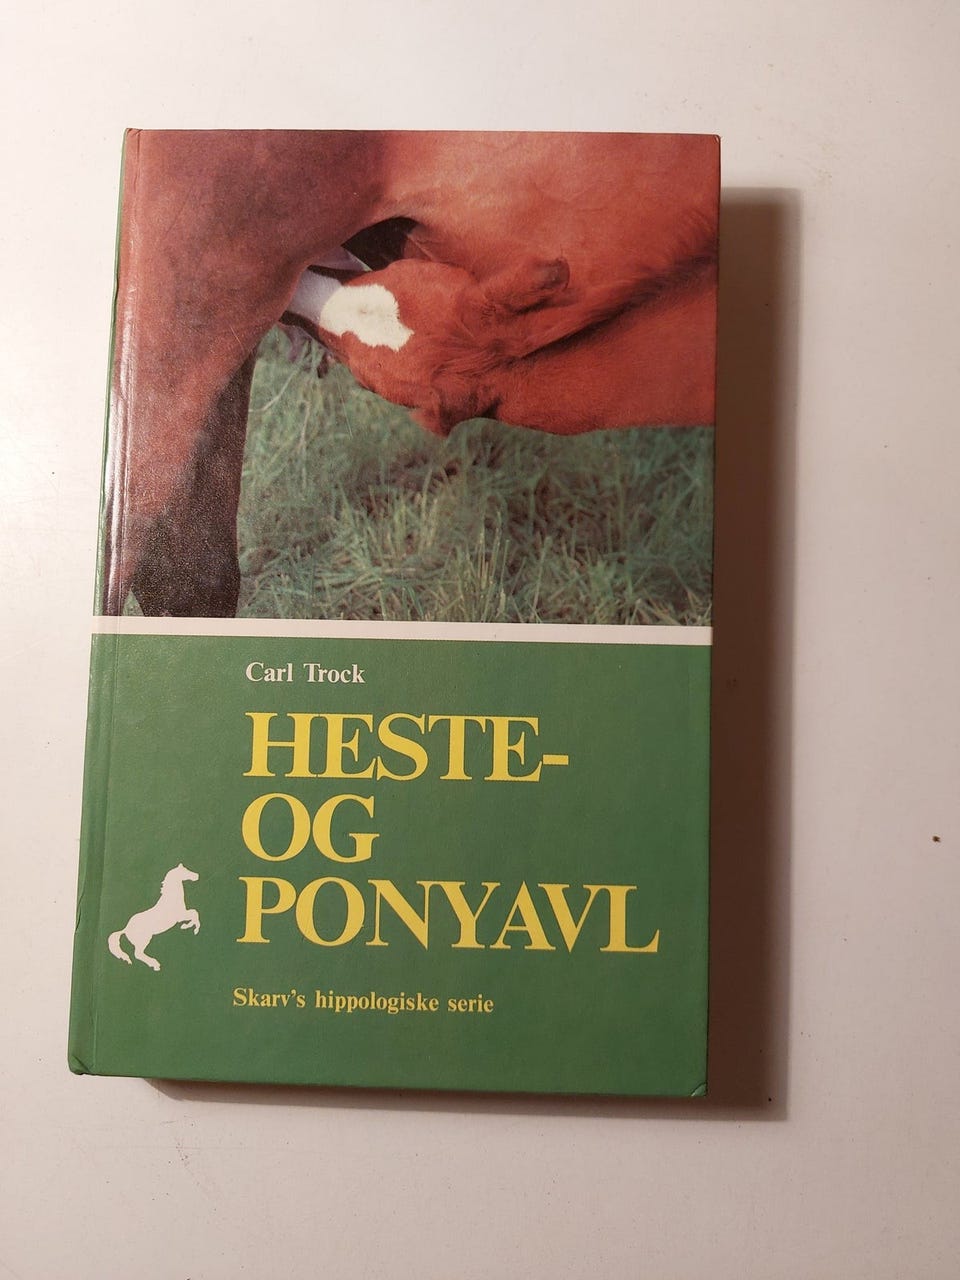 Carl Trock
HESTE-
OG
PONYAVL
Skarv's hippologiske serie